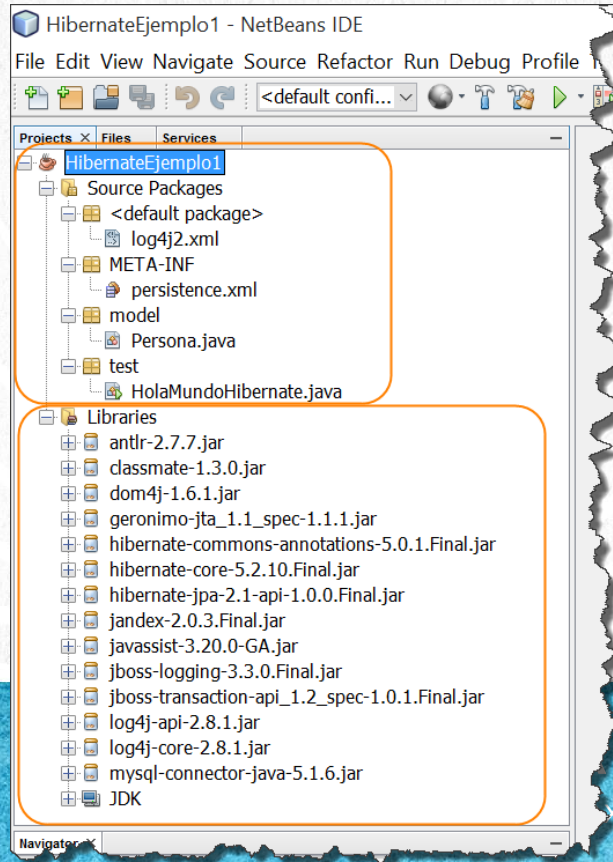 HibernateEjemplo1 - NetBeans IDE
File Edit View Navigate Source Refactor Run Debug Profile
<default confi...
Projects Files Services
HibernateEjemplo1
Source Packages
<default package>
log4j2.xml
META-INF
persistence.xml
model
Persona.java
test
HolaMundoHibernate.java
Libraries
antlr-2.7.7.jar
classmate-1.3.0.jar
dom4j-1.6.1.jar
geronimo-jta_1.1_spec-1.1.1.jar
hibernate-commons-annotations-5.0.1.Final.jar
hibernate-core-5.2.10.Final.jar
hibernate-jpa-2.1-api-1.0.0.Final.jar
jandex-2.0.3.Final.jar
javassist-3.20.0-GA.jar
jboss-logging-3.3.0.Final.jar
jboss-transaction-api_1.2_spec-1.0.1.Final.jar
log4j-api-2.8.1.jar
log4j-core-2.8.1.jar
mysql-connector-java-5.1.6.jar
JDK
Navigator